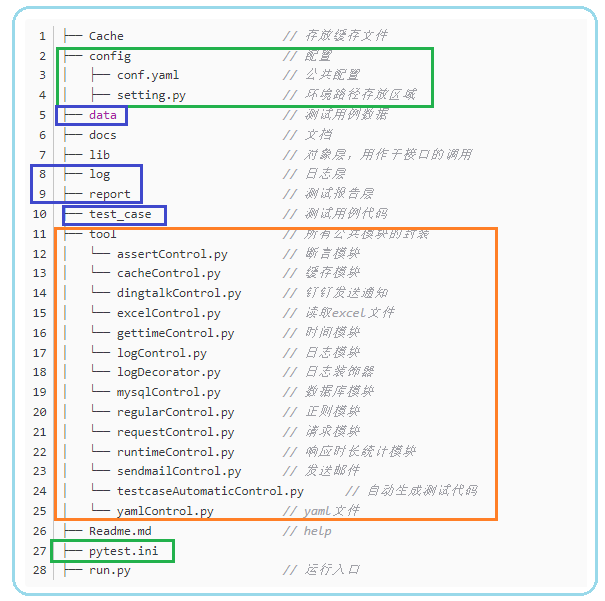 1 ├── Cache // 存放缓存文件
2 ├── config // 配置
3 │ ├── conf.yaml // 公共配置
4 │ ├── setting.py // 环境路径存放区域
5 ├── data // 测试用例数据
6 ├── docs // 文档
7 ├── lib // 对象层，用作于接口的调用
8 ├── log // 日志层
9 ├── report // 测试报告层
10 ├── test_case // 测试用例代码
11 ├── tool // 所有公共模块的封装
12 │ └── assertControl.py // 断言模块
13 │ └── cacheControl.py // 缓存模块
14 │ └── dingtalkControl.py // 钉钉发送通知
15 │ └── excelControl.py // 读取excel文件
16 │ └── gettimeControl.py // 时间模块
17 │ └── logControl.py // 日志模块
18 │ └── logDecorator.py // 日志装饰器
19 │ └── mysqlControl.py // 数据库模块
20 │ └── regularControl.py // 正则模块
21 │ └── requestControl.py // 请求模块
22 │ └── runtimeControl.py // 响应时长统计模块
23 │ └── sendmailControl.py // 发送邮件
24 │ └── testcaseAutomaticControl.py // 自动生成测试代码
25 │ └── yamlControl.py // yaml文件
26 ├── Readme.md // help
27 ├── pytest.ini
28 ├── run.py // 运行入口